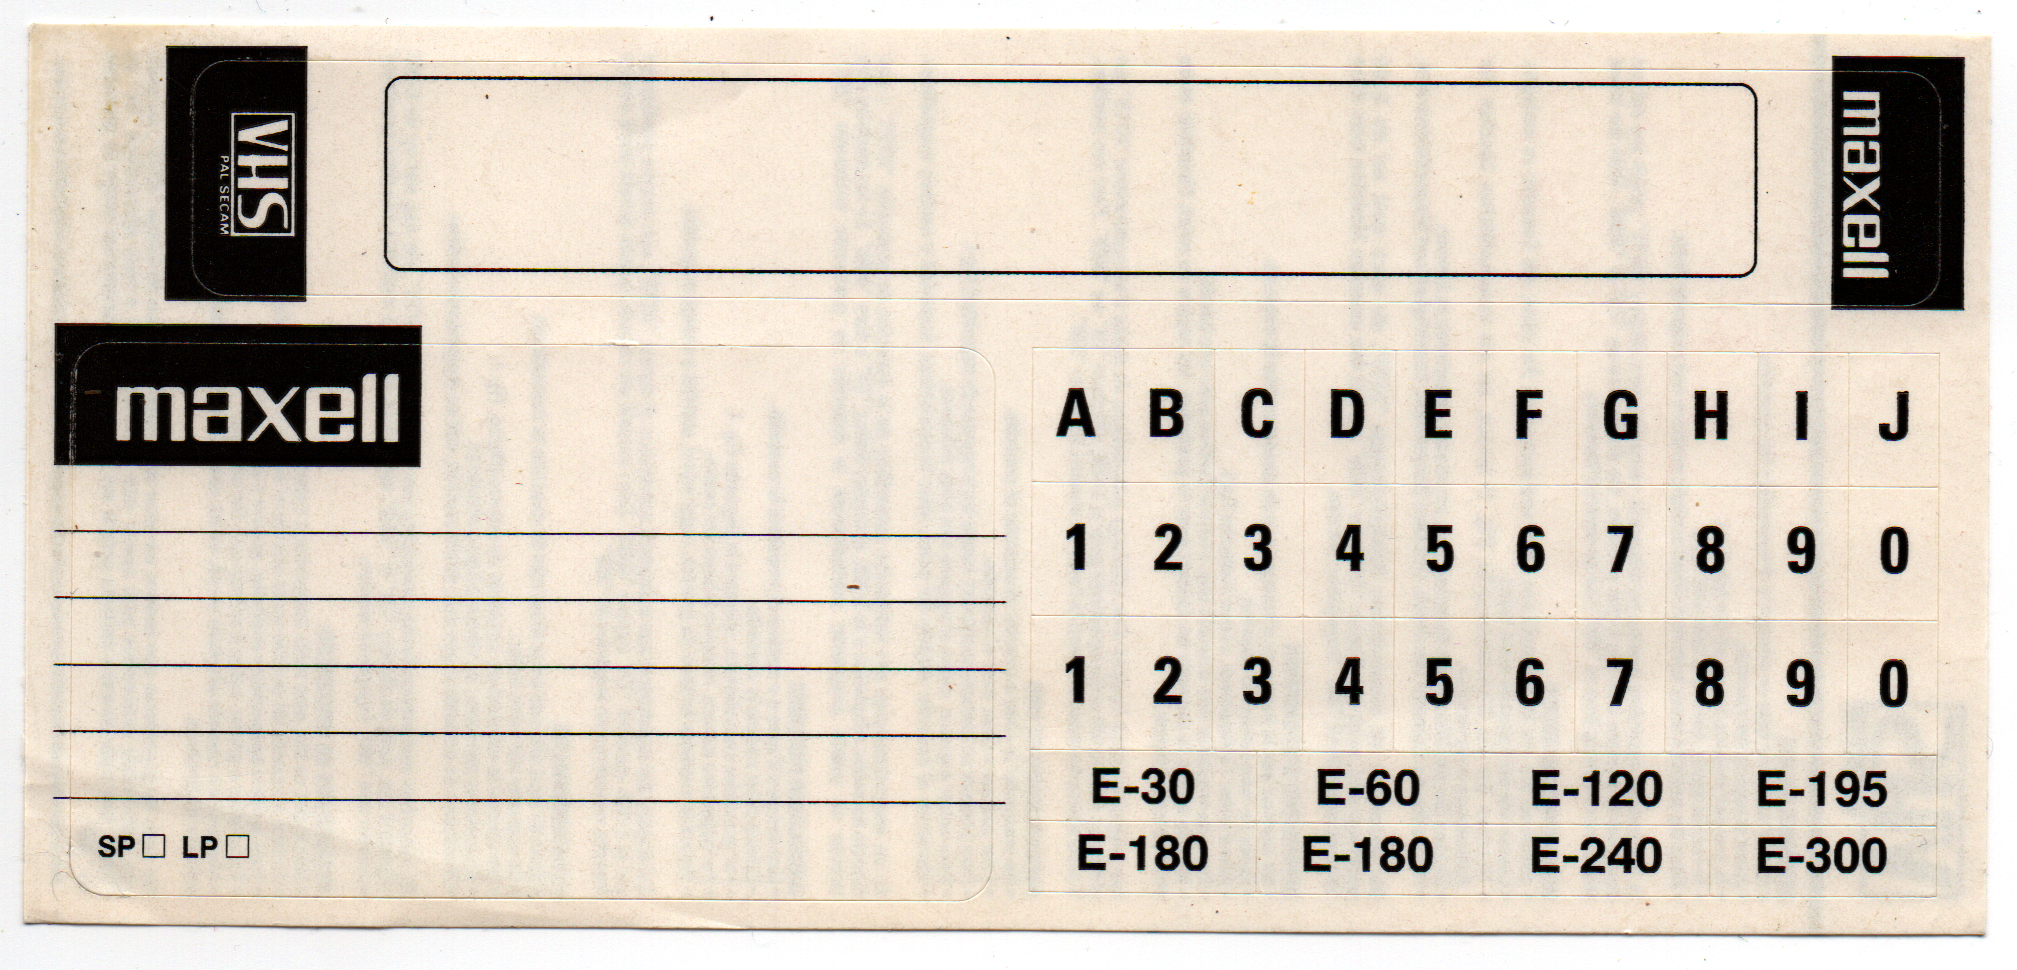 VHS
PAL SECAM
maxell
maxell
A B C D E F G H I J
1 2 3 4 5 6 7 8 9 0
1 2 3 4 5 6 7 8 9 0
E-30 E-60 E-120 E-195
E-180 E-180 E-240 E-300
SP LP